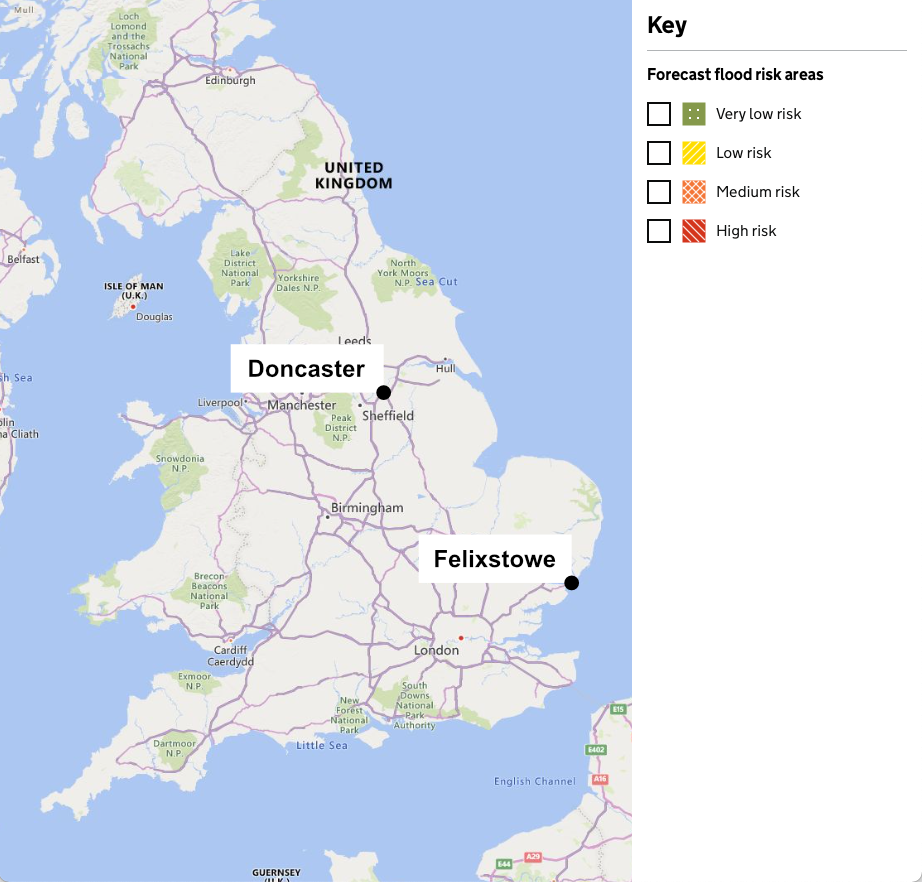 Mull
Loch
Lomond
and the
Trossachs
National
Park
Edinburgh
UNITED
KINGDOM
Belfast
Lake
District
National
Park
Yorkshire
Dales N.P.
North
York Moors
N.P.
Sea Cut
ISLE OF MAN
(U.K.)
Douglas
Leeds
Doncaster
Hull
sh Sea
Liverpool
Manchester
Sheffield
Peak
District
N.P.
blin
na Cliath
Snowdonia
N.P.
Birmingham
Felixstowe
Brecon
Beacons
National
Park
London
Cardiff
Caerdydd
Exmoor
N.P.
South
Downs
National
Park
Authority
New
Forest
National
Park
Little Sea
Dartmoor
N.P.
E15
E402
A16
English Channel
A29
E44
GUERNSEY
(U.K.)
Key
Forecast flood risk areas
Very low risk
Low risk
Medium risk
High risk